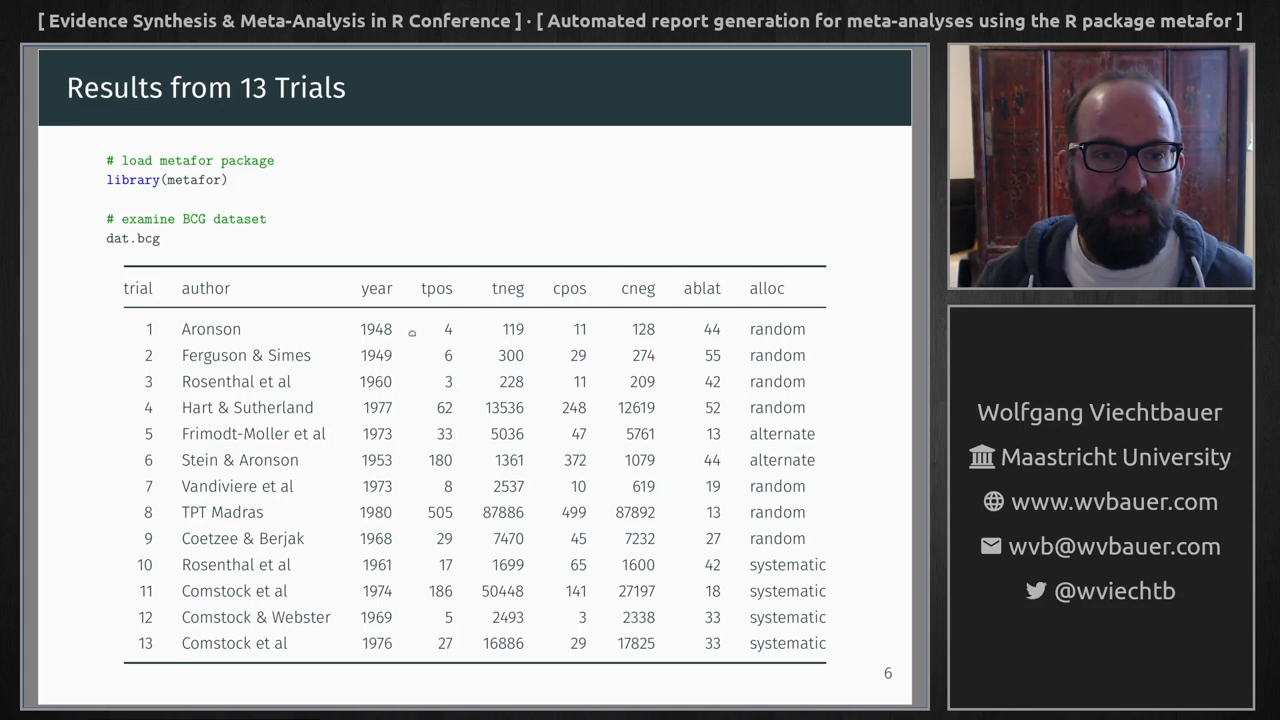 [ Evidence Synthesis & Meta-Analysis in R Conference ] · [ Automated report generation for meta-analyses using the R package metafor ]
Results from 13 Trials
# load metafor package
library(metafor)
# examine BCG dataset
dat.bcg
trial author year tpos tneg cpos cneg ablat alloc
1 Aronson 1948 4 119 11 128 44 random
2 Ferguson & Simes 1949 6 300 29 274 55 random
3 Rosenthal et al 1960 3 228 11 209 42 random
4 Hart & Sutherland 1977 62 13536 248 12619 52 random
5 Frimodt-Moller et al 1973 33 5036 47 5761 13 alternate
6 Stein & Aronson 1953 180 1361 372 1079 44 alternate
7 Vandiviere et al 1973 8 2537 10 619 19 random
8 TPT Madras 1980 505 87886 499 87892 13 random
9 Coetzee & Berjak 1968 29 7470 45 7232 27 random
10 Rosenthal et al 1961 17 1699 65 1600 42 systematic
11 Comstock et al 1974 186 50448 141 27197 18 systematic
12 Comstock & Webster 1969 5 2493 3 2338 33 systematic
13 Comstock et al 1976 27 16886 29 17825 33 systematic
6
Wolfgang Viechtbauer
Maastricht University
www.wvbauer.com
wvb@wvbauer.com
@wviechtb